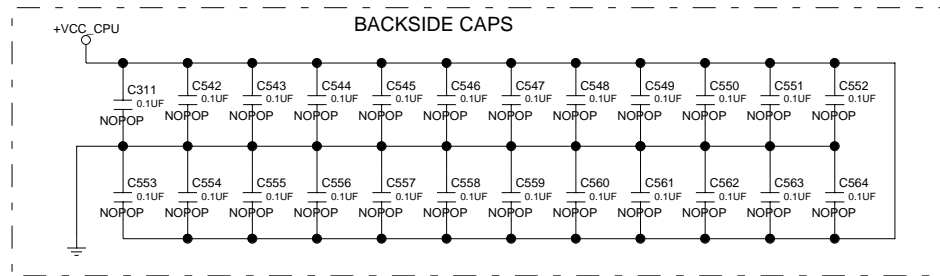 BACKSIDE CAPS
+VCC_CPU
C311 C542 C543 C544 C545 C546 C547 C548 C549 C550 C551 C552
0.1UF 0.1UF 0.1UF 0.1UF 0.1UF 0.1UF 0.1UF 0.1UF 0.1UF 0.1UF 0.1UF 0.1UF
NOPOP NOPOP NOPOP NOPOP NOPOP NOPOP NOPOP NOPOP NOPOP NOPOP NOPOP NOPOP
C553 C554 C555 C556 C557 C558 C559 C560 C561 C562 C563 C564
0.1UF 0.1UF 0.1UF 0.1UF 0.1UF 0.1UF 0.1UF 0.1UF 0.1UF 0.1UF 0.1UF 0.1UF
NOPOP NOPOP NOPOP NOPOP NOPOP NOPOP NOPOP NOPOP NOPOP NOPOP NOPOP NOPOP